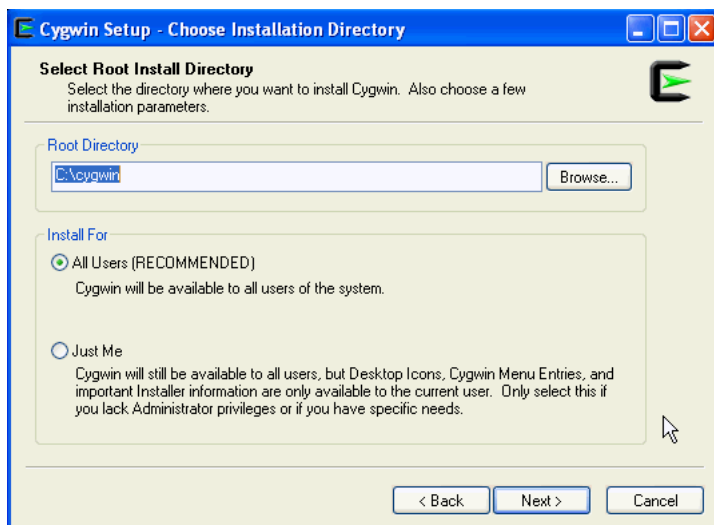 Cygwin Setup - Choose Installation Directory
Select Root Install Directory
Select the directory where you want to install Cygwin. Also choose a few
installation parameters.
Root Directory
C:\cygwin
Browse...
Install For
All Users (RECOMMENDED)
Cygwin will be available to all users of the system.
Just Me
Cygwin will still be available to all users, but Desktop Icons, Cygwin Menu Entries, and
important Installer information are only available to the current user. Only select this if
you lack Administrator privileges or if you have specific needs.
< Back
Next >
Cancel